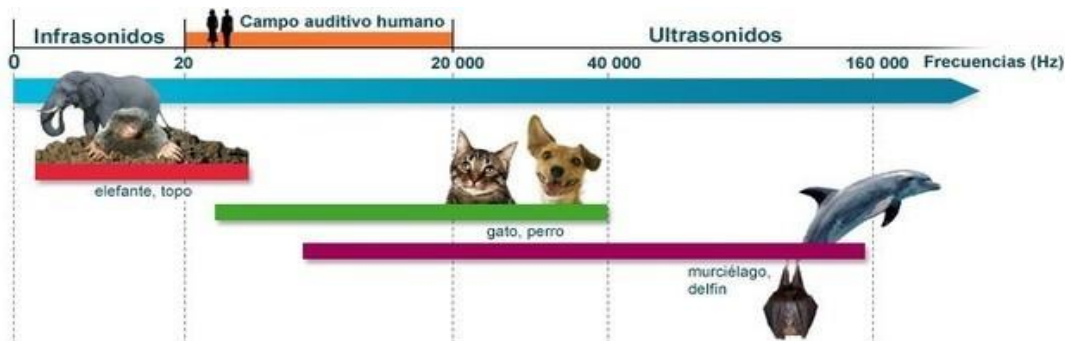 Infrasonidos
Campo auditivo humano
Ultrasonidos
0
20
20 000
40 000
160 000
Frecuencias (Hz)
elefante, topo
gato, perro
murciélago,
delfín